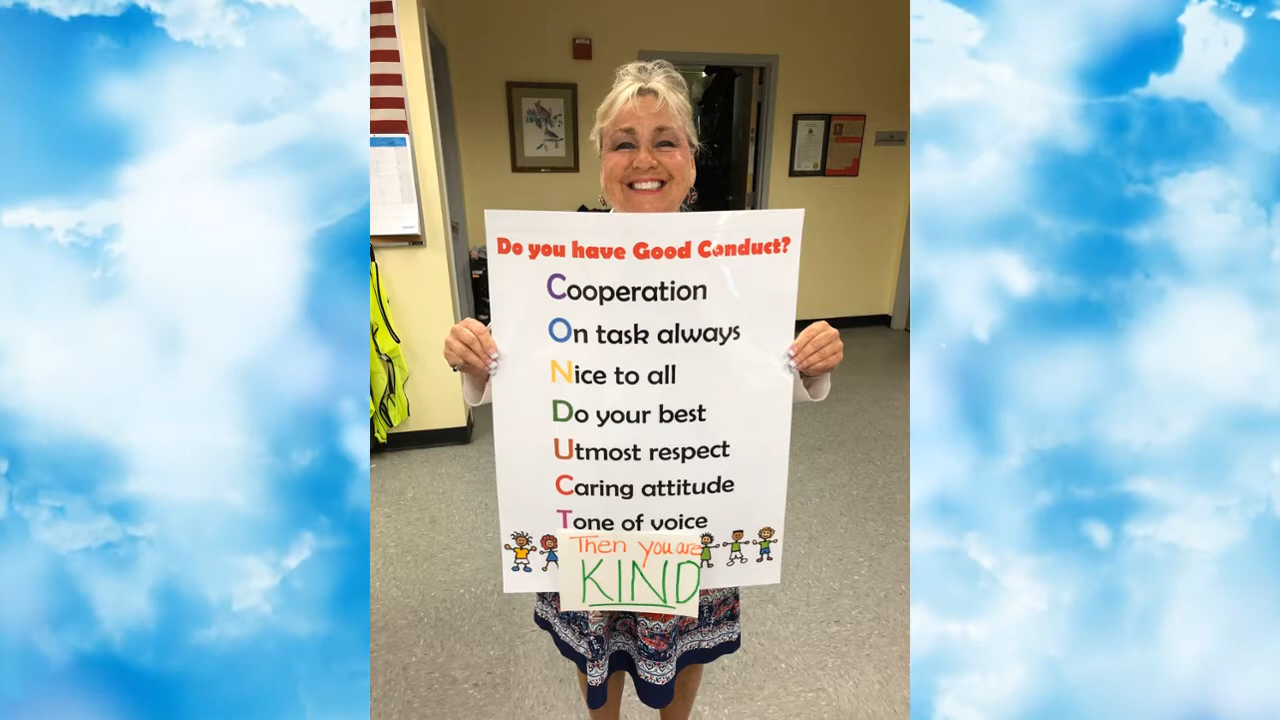 Do you have Good Conduct?
Cooperation
On task always
Nice to all
Do your best
Utmost respect
Caring attitude
Tone of voice
Then you are
KIND